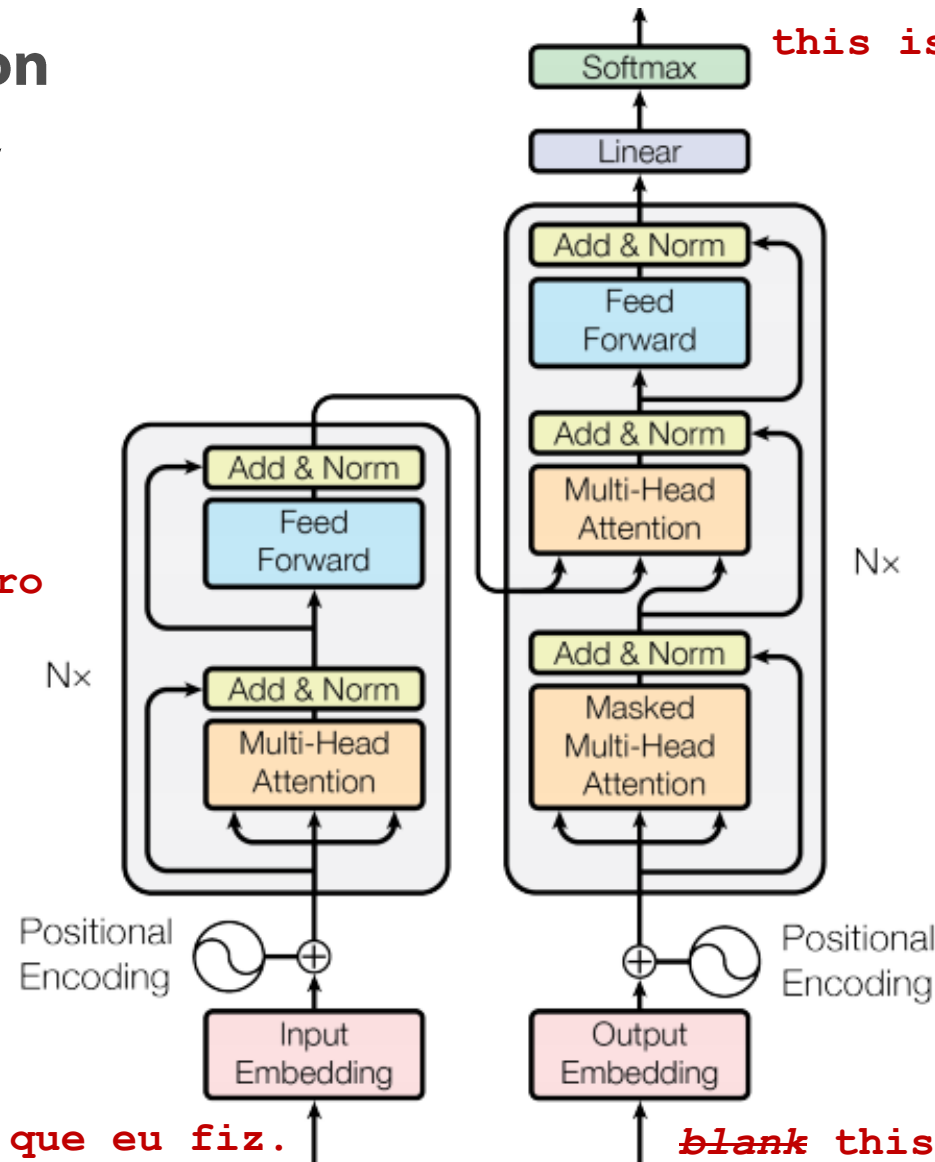 on
this is
Softmax
Linear
Add & Norm
Feed
Forward
Add & Norm
Multi-Head
Attention
Nx
Add & Norm
Masked
Multi-Head
Attention
Add & Norm
Feed
Forward
ro
Nx
Add & Norm
Multi-Head
Attention
Positional
Encoding
Positional
Encoding
Input
Embedding
Output
Embedding
que eu fiz.
blank this